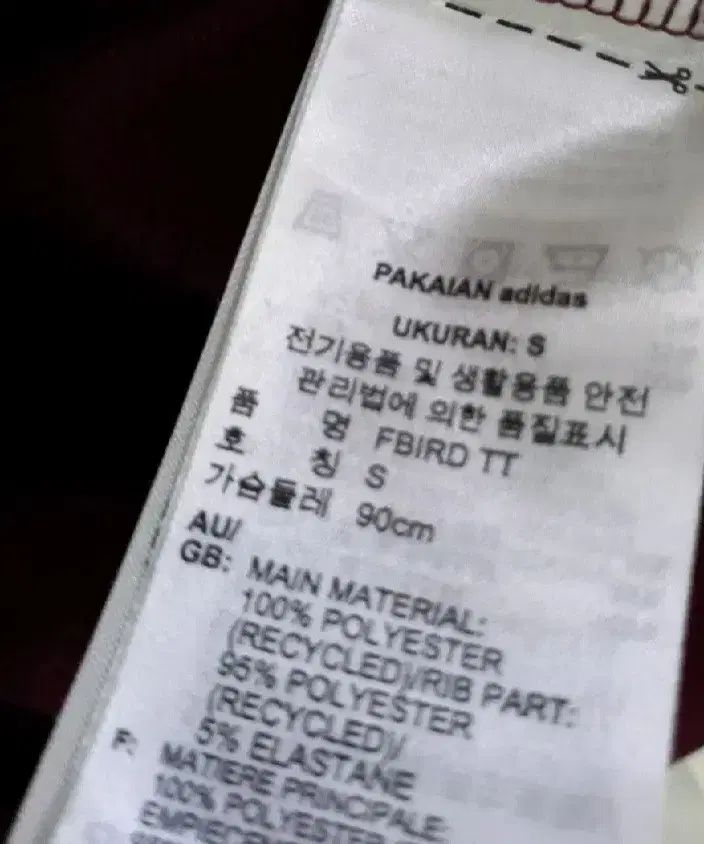 PAKAIAN adidas
UKURAN: S
전기용품 및 생활용품 안전
관리법에 의한 품질표시
품 명 FBIRD TT
호 칭 S
가슴둘레 90cm
AU/
GB: MAIN MATERIAL:
100% POLYESTER
(RECYCLED)/RIB PART:
95% POLYESTER
(RECYCLED)/
5% ELASTANE
F: MATIERE PRINCIPALE:
100% POLYESTER